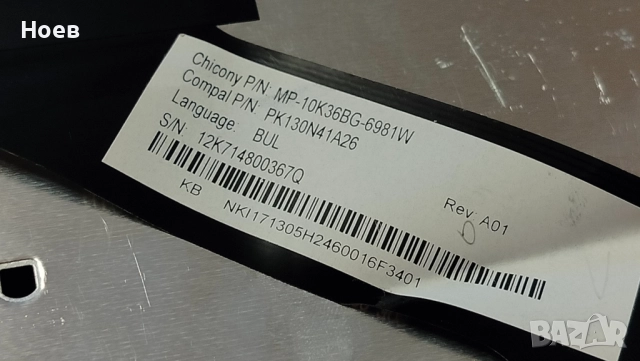 Ноев
Chicony P/N: MP-10K36BG-6981W
Compal P/N: PK130N41A26
Language: BUL
S/N: 12K714800367Q
KB NKI171305H2460016F3401
Rev A01
BAZAR